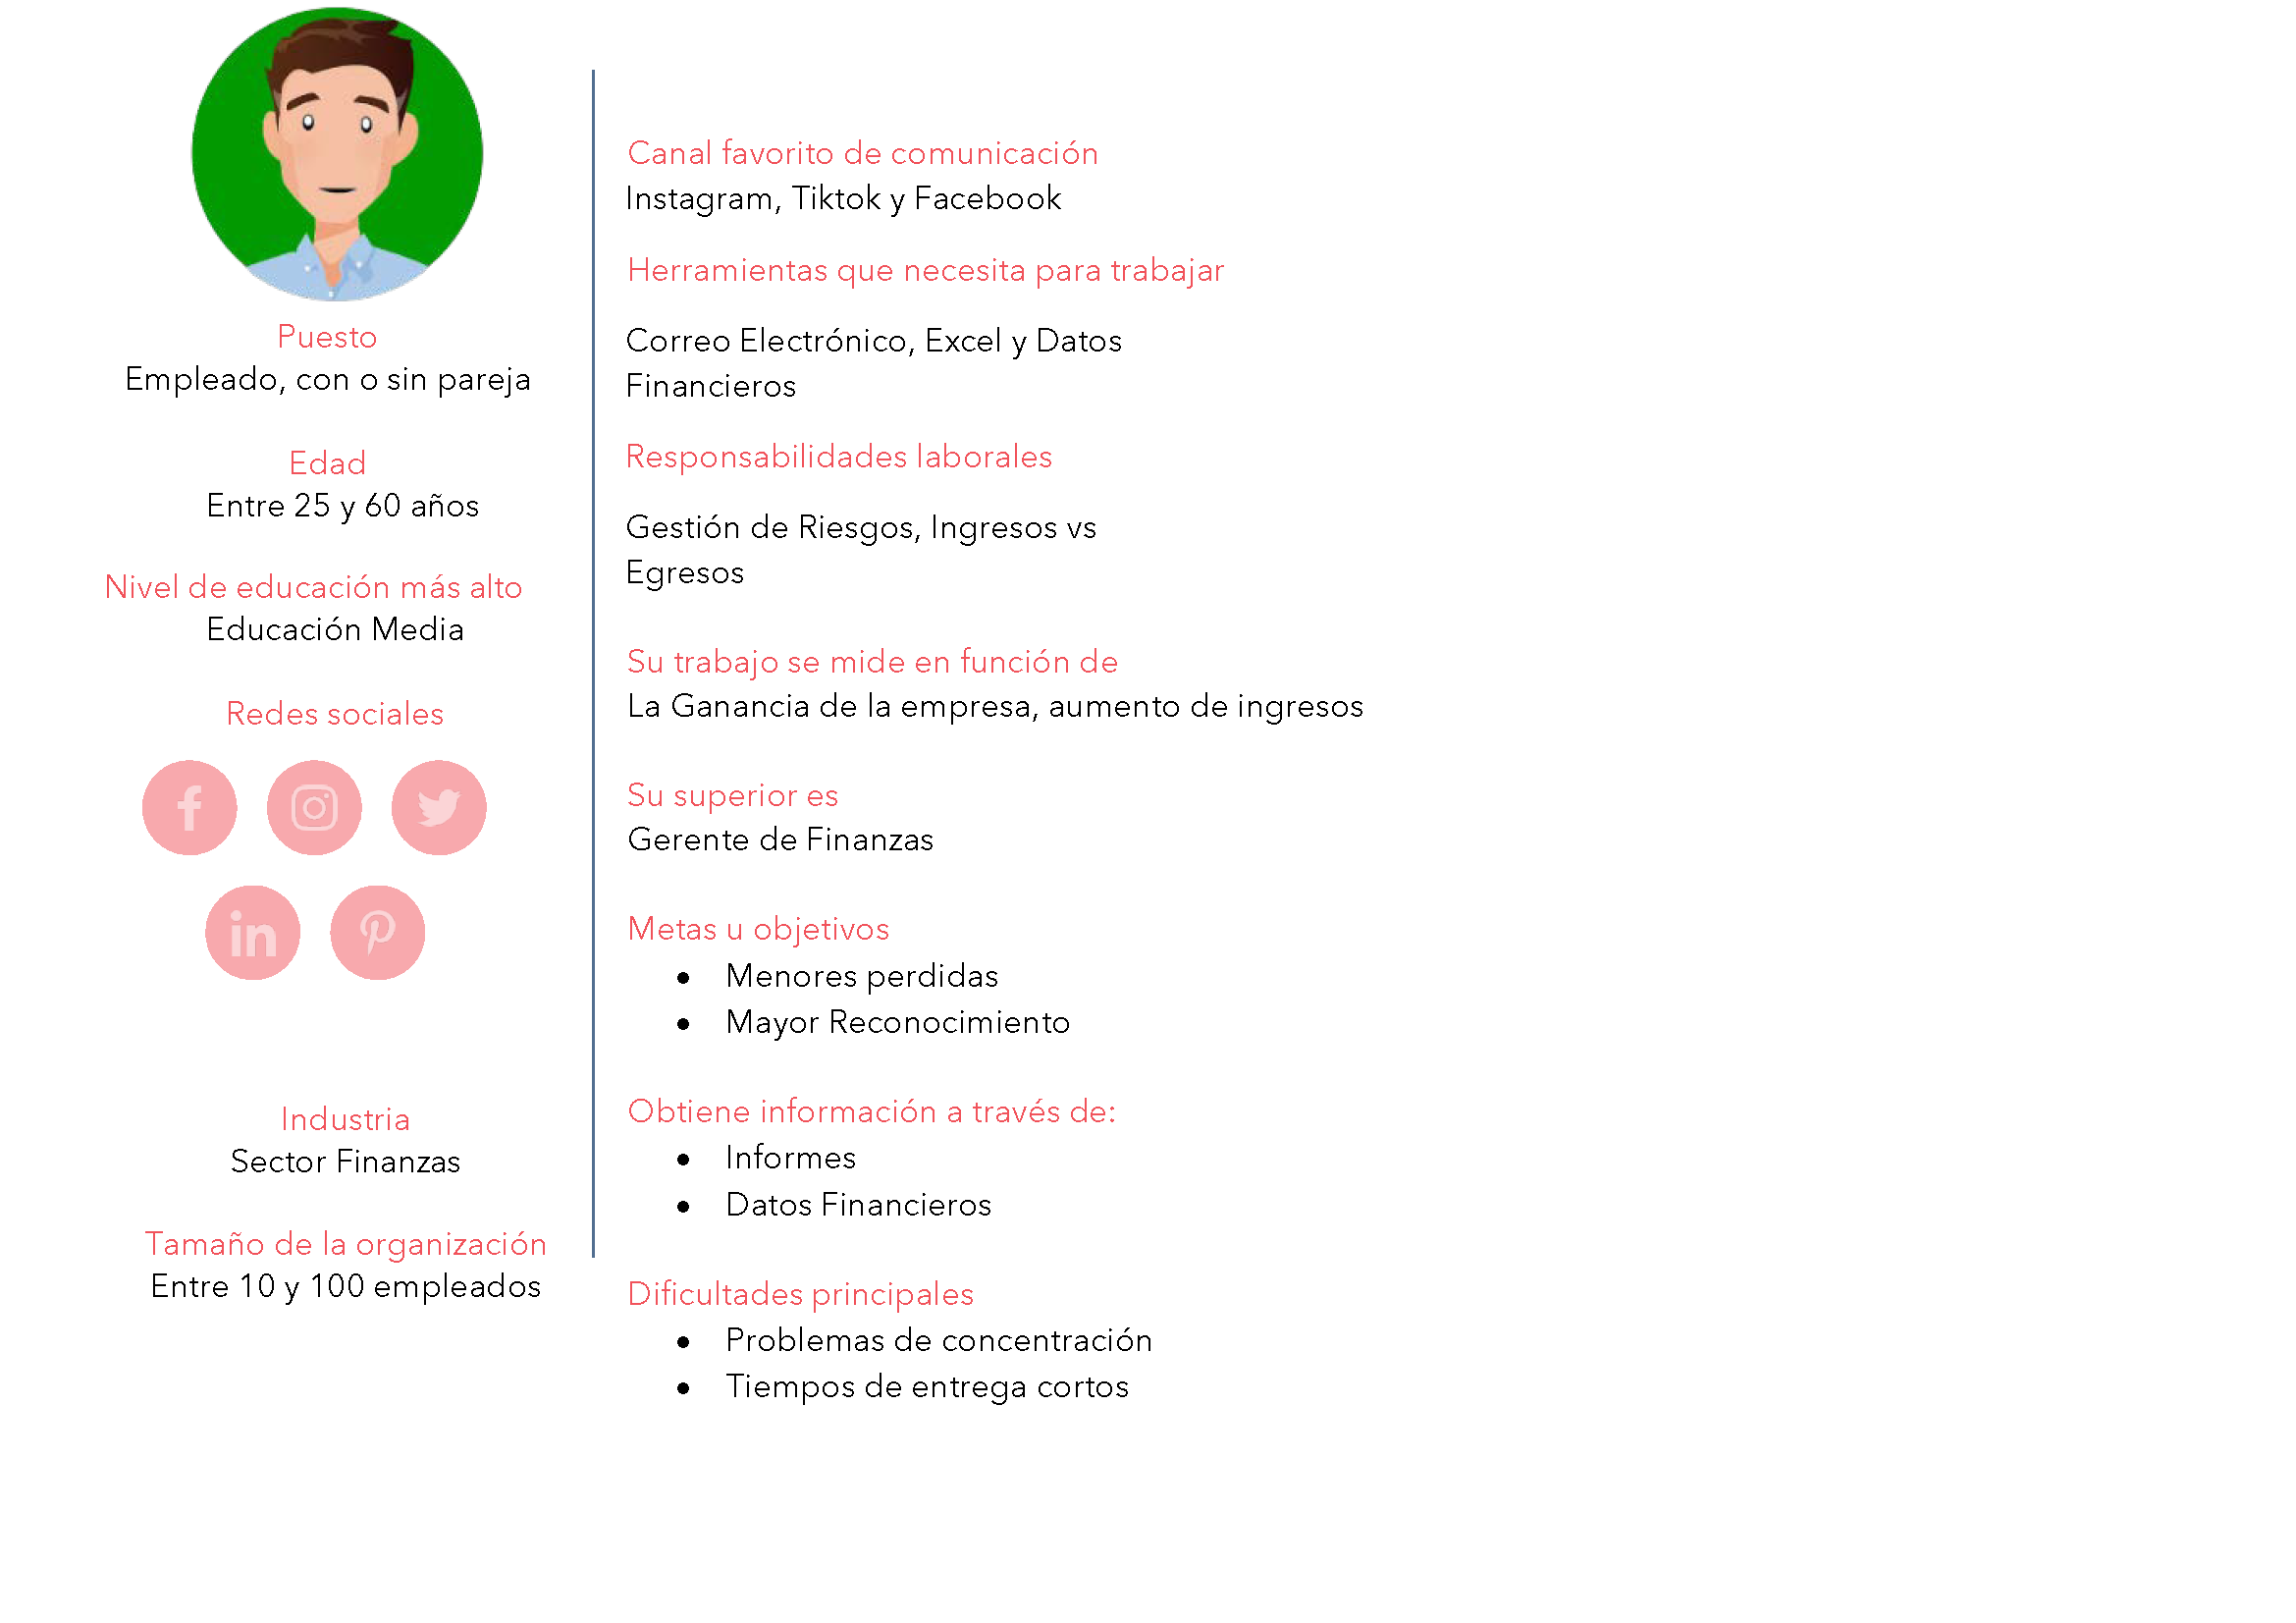 Puesto
Empleado, con o sin pareja
Edad
Entre 25 y 60 años
Nivel de educación más alto
Educación Media
Redes sociales
f
in
Industria
Sector Finanzas
Tamaño de la organización
Entre 10 y 100 empleados
Canal favorito de comunicación
Instagram, Tiktok y Facebook
Herramientas que necesita para trabajar
Correo Electrónico, Excel y Datos
Financieros
Responsabilidades laborales
Gestión de Riesgos, Ingresos vs
Egresos
Su trabajo se mide en función de
La Ganancia de la empresa, aumento de ingresos
Su superior es
Gerente de Finanzas
Metas u objetivos
• Menores perdidas
• Mayor Reconocimiento
Obtiene información a través de:
• Informes
• Datos Financieros
Dificultades principales
• Problemas de concentración
• Tiempos de entrega cortos